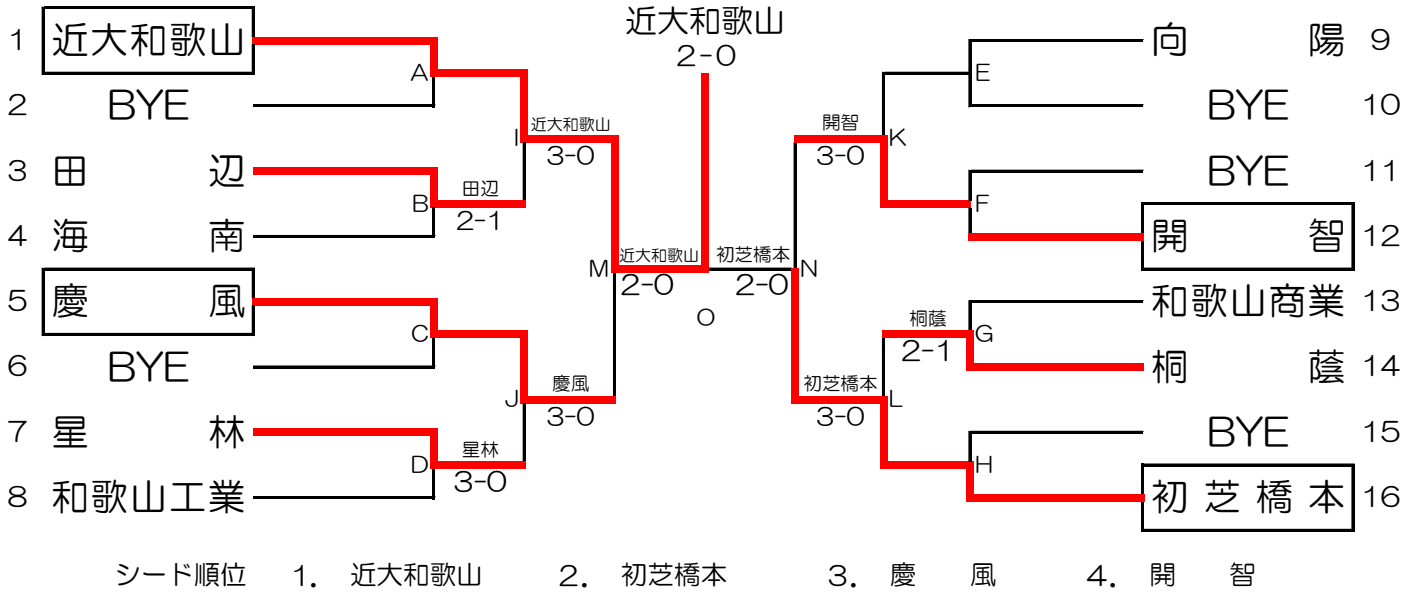 近大和歌山
2-0
1 近大和歌山
2 BYE
3 田 辺
4 海 南
5 慶 風
6 BYE
7 星 林
8 和歌山工業
A
B
C
D
田辺
2-1
星林
3-0
I
J
近大和歌山
3-0
慶風
3-0
M
近大和歌山
2-0
O
初芝橋本
2-0
N
開智
3-0
初芝橋本
3-0
K
L
桐蔭
2-1
E
F
G
H
向 陽 9
BYE 10
BYE 11
開 智 12
和歌山商業 13
桐 蔭 14
BYE 15
初芝橋本 16
シード順位 1. 近大和歌山 2. 初芝橋本 3. 慶 風 4. 開 智